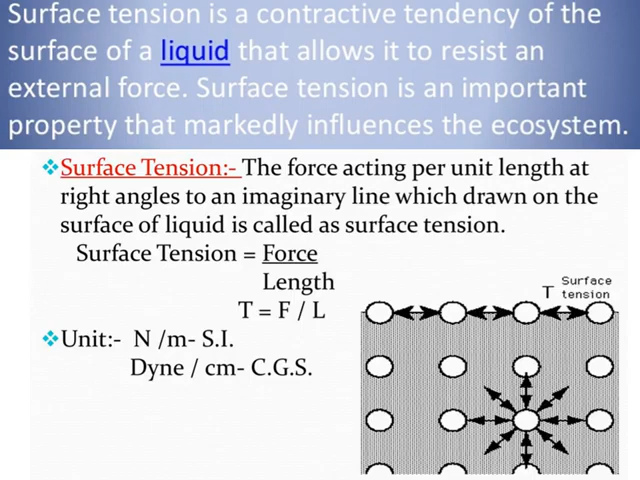 Surface tension is a contractive tendency of the
surface of a liquid that allows it to resist an
external force. Surface tension is an important
property that markedly influences the ecosystem.
❖Surface Tension:- The force acting per unit length at
right angles to an imaginary line which drawn on the
surface of liquid is called as surface tension.
Surface Tension = Force
Length
T = F / L
❖Unit:- N /m- S.I.
Dyne / cm- C.G.S.
T Surface
tension